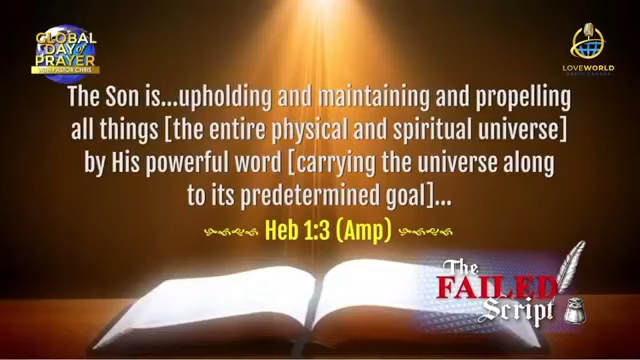 GLOBAL
DAY of
PRAYER
WITH PASTOR CHRIS
LOVEWORLD
RADIO CANADA
The Son is...upholding and maintaining and propelling
all things [the entire physical and spiritual universe]
by His powerful word [carrying the universe along
to its predetermined goal]...
Heb 1:3 (Amp)
The
FAILED
Script